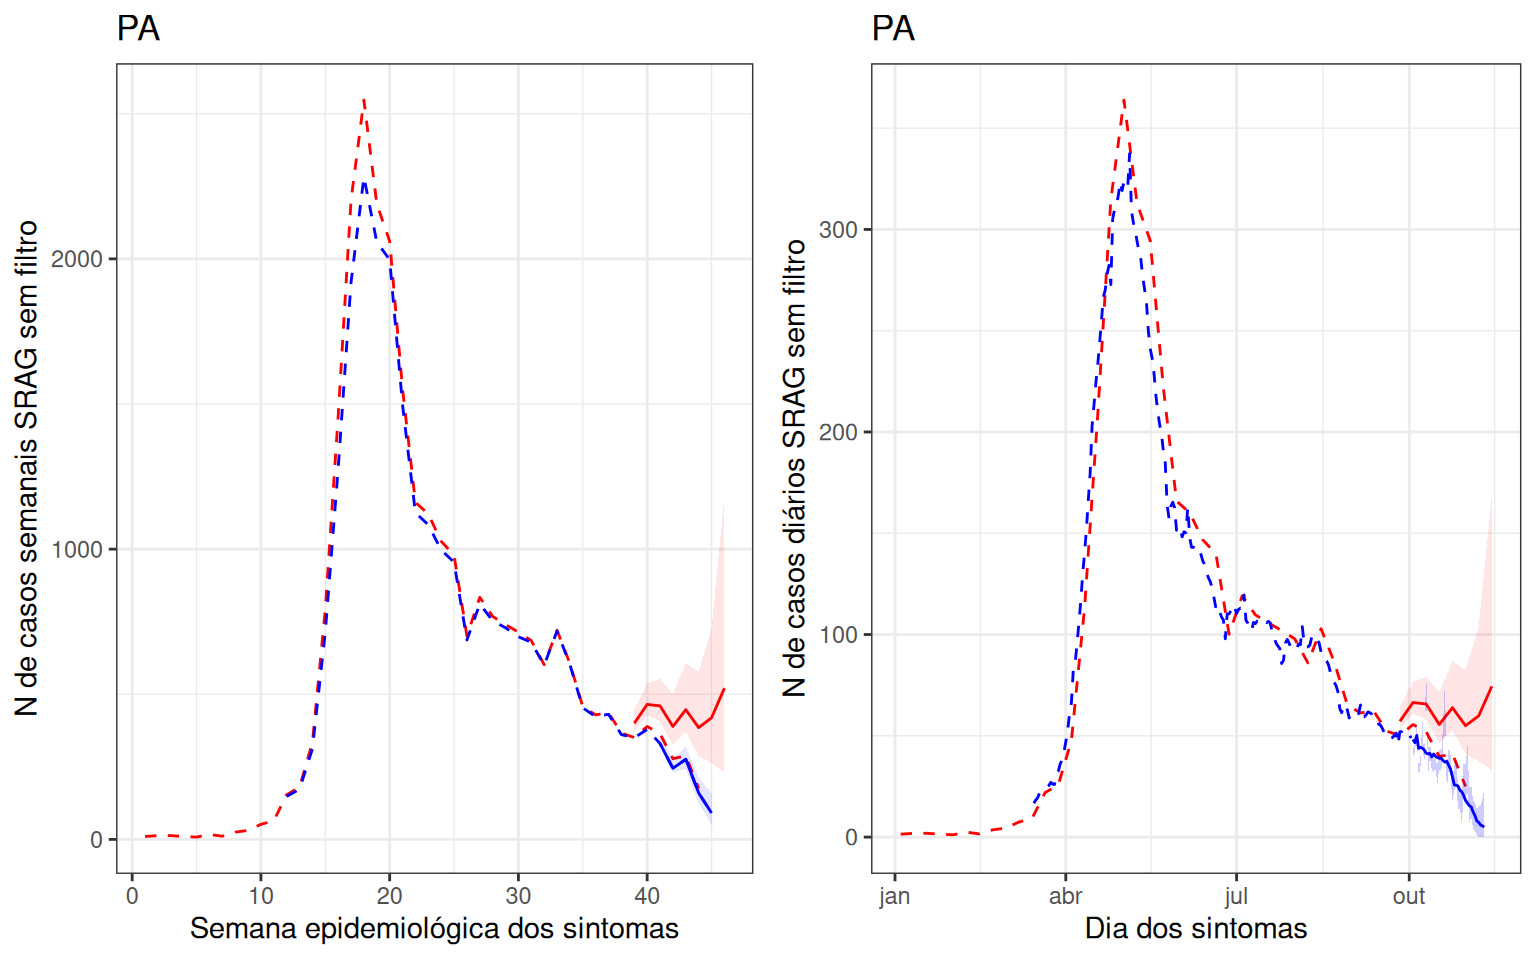 PA
N de casos semanais SRAG sem filtro
2000
1000
0
0 10 20 30 40
Semana epidemiológica dos sintomas
PA
N de casos diários SRAG sem filtro
300
200
100
0
jan abr jul out
Dia dos sintomas